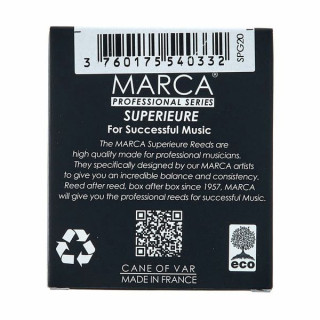 3 760175 540332
SPG20
MARCA®
PROFESSIONAL SERIES
SUPERIEURE
For Successful Music
The MARCA Superieure Reeds are
high quality made for professional musicians.
They specifically designed by our MARCA artists
to give you an incredible balance and consistency.
Reed after reed, box after box since 1957, MARCA
will give you the professional reeds for successful Music.
eco
CANE OF VAR
MADE IN FRANCE